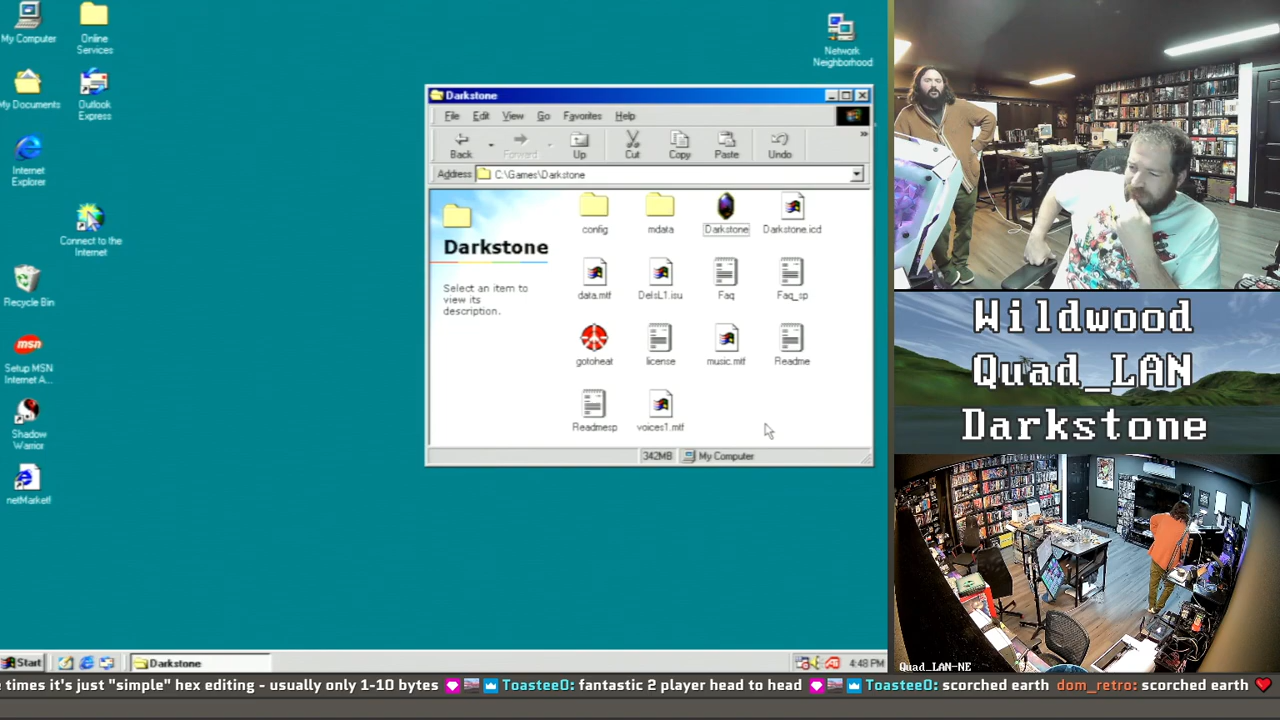 My Computer
Online
Services
Network
Neighborhood
My Documents
Outlook
Express
Internet
Explorer
Connect to the
Internet
Recycle Bin
Setup MSN
Internet A...
Shadow
Warrior
netMarket!
msn
Darkstone
File Edit View Go Favorites Help
Back Forward Up Cut Copy Paste Undo
Address C:\Games\Darkstone
Darkstone
Select an item to
view its
description.
config mdata Darkstone Darkstone.icd
data.mtf DelsL1.isu Faq Faq_sp
gotoheat license music.mtf Readme
Readmesp voices1.mtf
342MB My Computer
Start Darkstone 4:48 PM
Wildwood
Quad_LAN
Darkstone
Quad_LAN-NE
e times it's just "simple" hex editing - usually only 1-10 bytes ToasteeO: fantastic 2 player head to head ToasteeO: scorched earth dom_retro: scorched earth